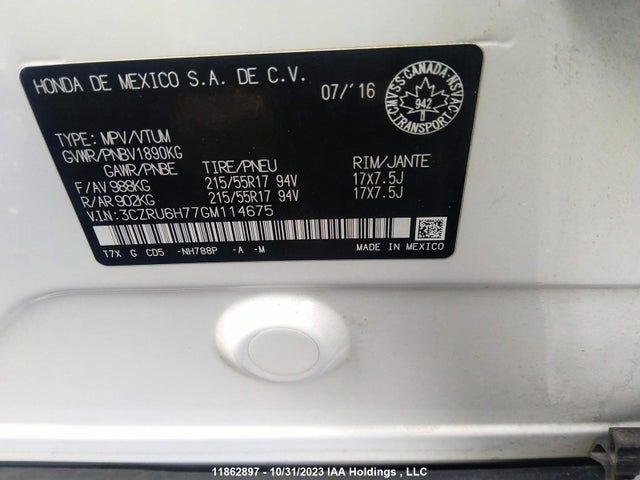 HONDA DE MEXICO S.A. DE C.V.
07/'16
CMVSS·CANADA·NSVAC
942
TRANSPORT
TYPE: MPV/VTUM
GVWR/PNBV1890KG
GAWR/PNBE TIRE/PNEU RIM/JANTE
F/AV 988KG 215/55R17 94V 17X7.5J
R/AR 902KG 215/55R17 94V 17X7.5J
V.I.N:3CZRU6H77GM114675
T7X G CD5 -NH788P -A -M
MADE IN MEXICO
11862897 - 10/31/2023 IAA Holdings , LLC